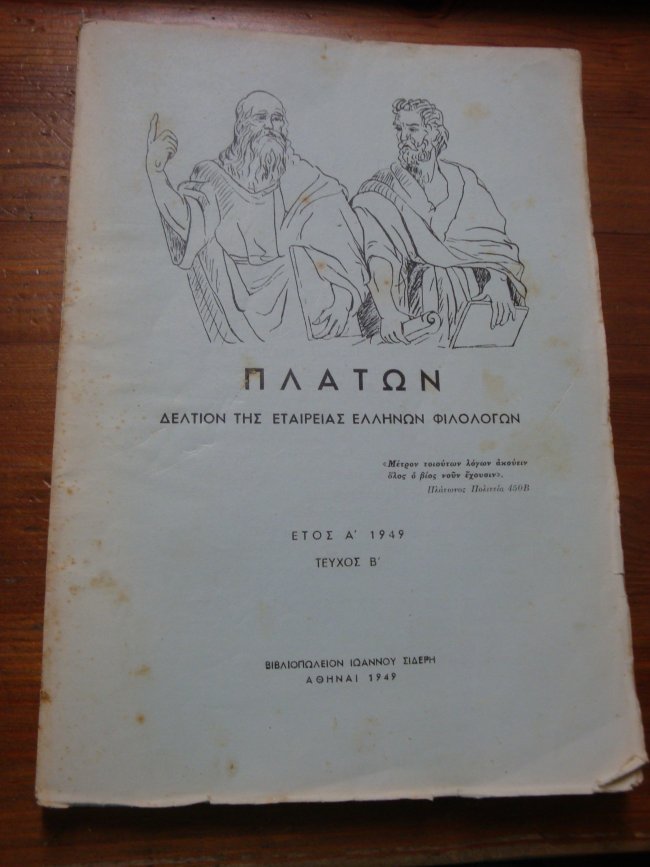 ΠΛΑΤΩΝ
ΔΕΛΤΙΟΝ ΤΗΣ ΕΤΑΙΡΕΙΑΣ ΕΛΛΗΝΩΝ ΦΙΛΟΛΟΓΩΝ
«Μέτρον τοιούτων λόγων ἀκούειν
ὅλος ὁ βίος νοῦν ἔχουσιν».
Πλάτωνος Πολιτεία 450Β
ΕΤΟΣ Α' 1949
ΤΕΥΧΟΣ Β'
ΒΙΒΛΙΟΠΩΛΕΙΟΝ ΙΩΑΝΝΟΥ ΣΙΔΕΡΗ
ΑΘΗΝΑΙ 1949